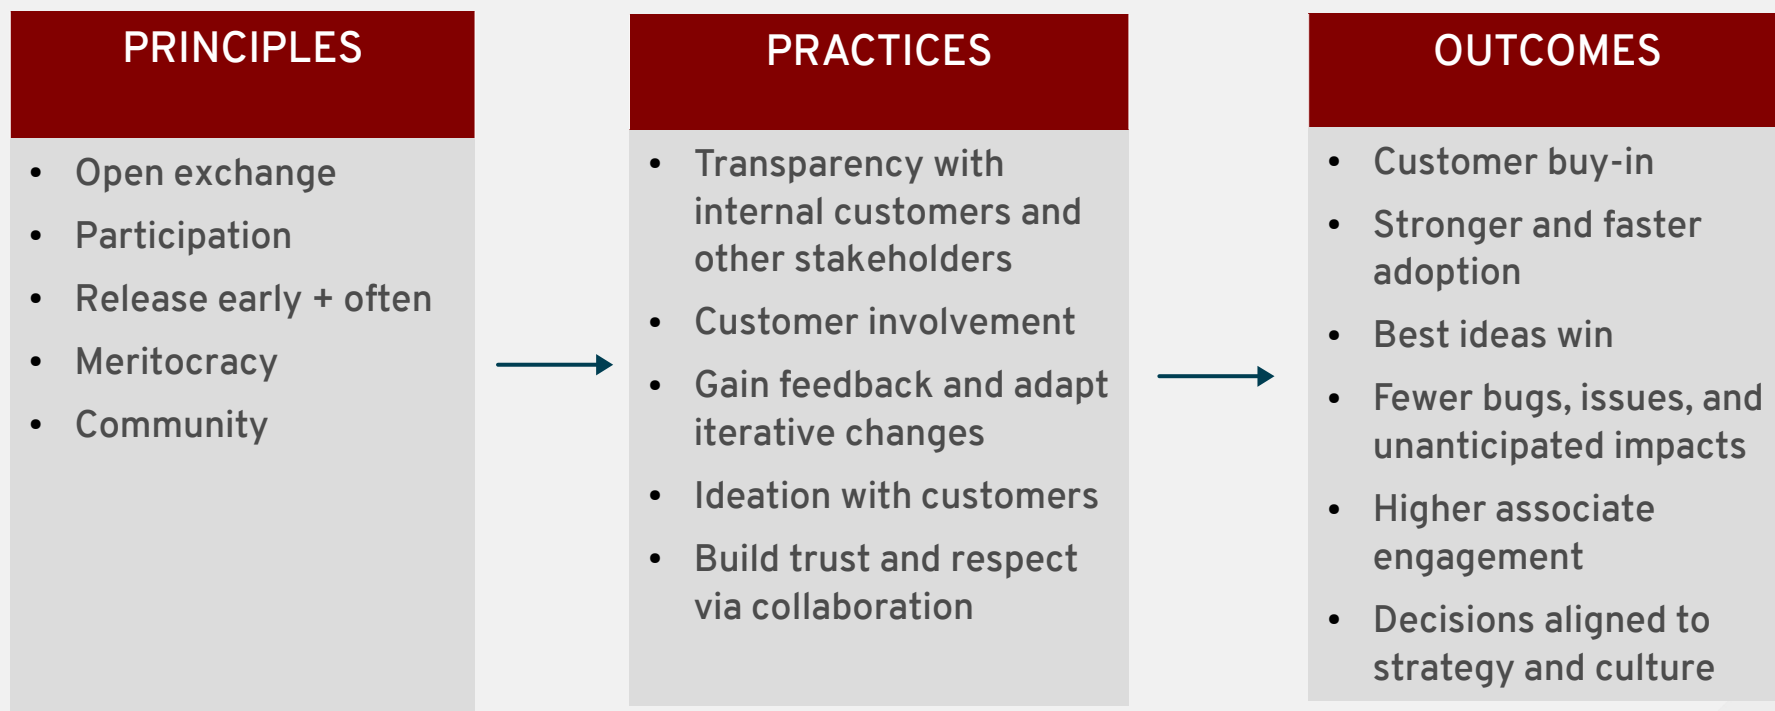 PRINCIPLES
• Open exchange
• Participation
• Release early + often
• Meritocracy
• Community
PRACTICES
• Transparency with
internal customers and
other stakeholders
• Customer involvement
• Gain feedback and adapt
iterative changes
• Ideation with customers
• Build trust and respect
via collaboration
OUTCOMES
• Customer buy-in
• Stronger and faster
adoption
• Best ideas win
• Fewer bugs, issues, and
unanticipated impacts
• Higher associate
engagement
• Decisions aligned to
strategy and culture